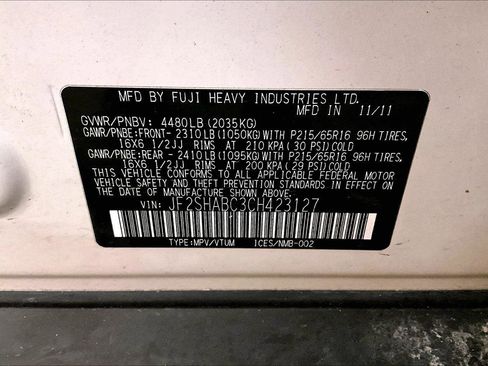 MFD BY FUJI HEAVY INDUSTRIES LTD.
MFD IN 11/11
GVWR/PNBV: 4480LB(2035KG)
GAWR/PNBE:FRONT- 2310LB(1050KG)WITH P215/65R16 96H TIRES,
16X6 1/2JJ RIMS AT 210 KPA(30 PSI)COLD
GAWR/PNBE:REAR - 2410LB(1095KG)WITH P215/65R16 96H TIRES,
16X6 1/2JJ RIMS AT 200 KPA(29 PSI)COLD
THIS VEHICLE CONFORMS TO ALL APPLICABLE FEDERAL MOTOR
VEHICLE SAFETY, BUMPER, AND THEFT PREVENTION STANDARDS
IN EFFECT ON THE DATE OF MANUFACTURE SHOWN ABOVE.
VIN: JF2SHABC3CH423127
TYPE:MPV/VTUM ICES/NMB-002